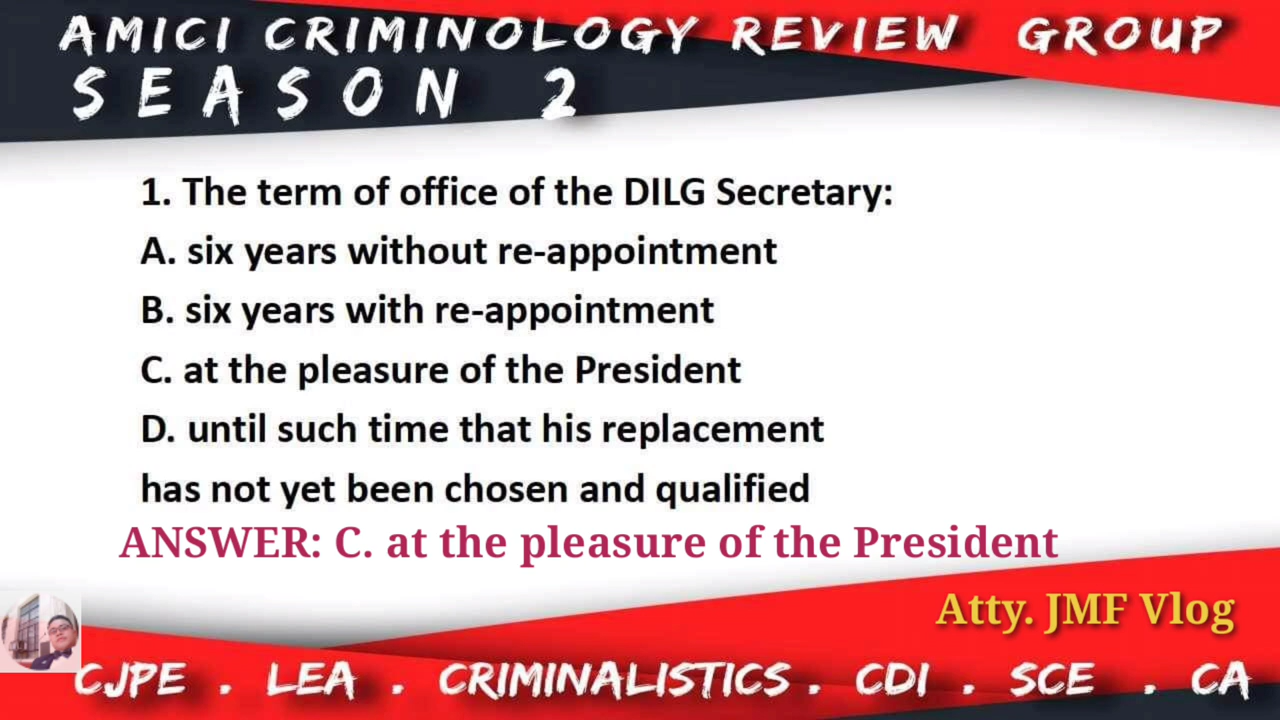 AMICI CRIMINOLOGY REVIEW GROUP
SEASON 2
1. The term of office of the DILG Secretary:
A. six years without re-appointment
B. six years with re-appointment
C. at the pleasure of the President
D. until such time that his replacement
has not yet been chosen and qualified
ANSWER: C. at the pleasure of the President
Atty. JMF Vlog
CJPE . LEA . CRIMINALISTICS . CDI . SCE . CA